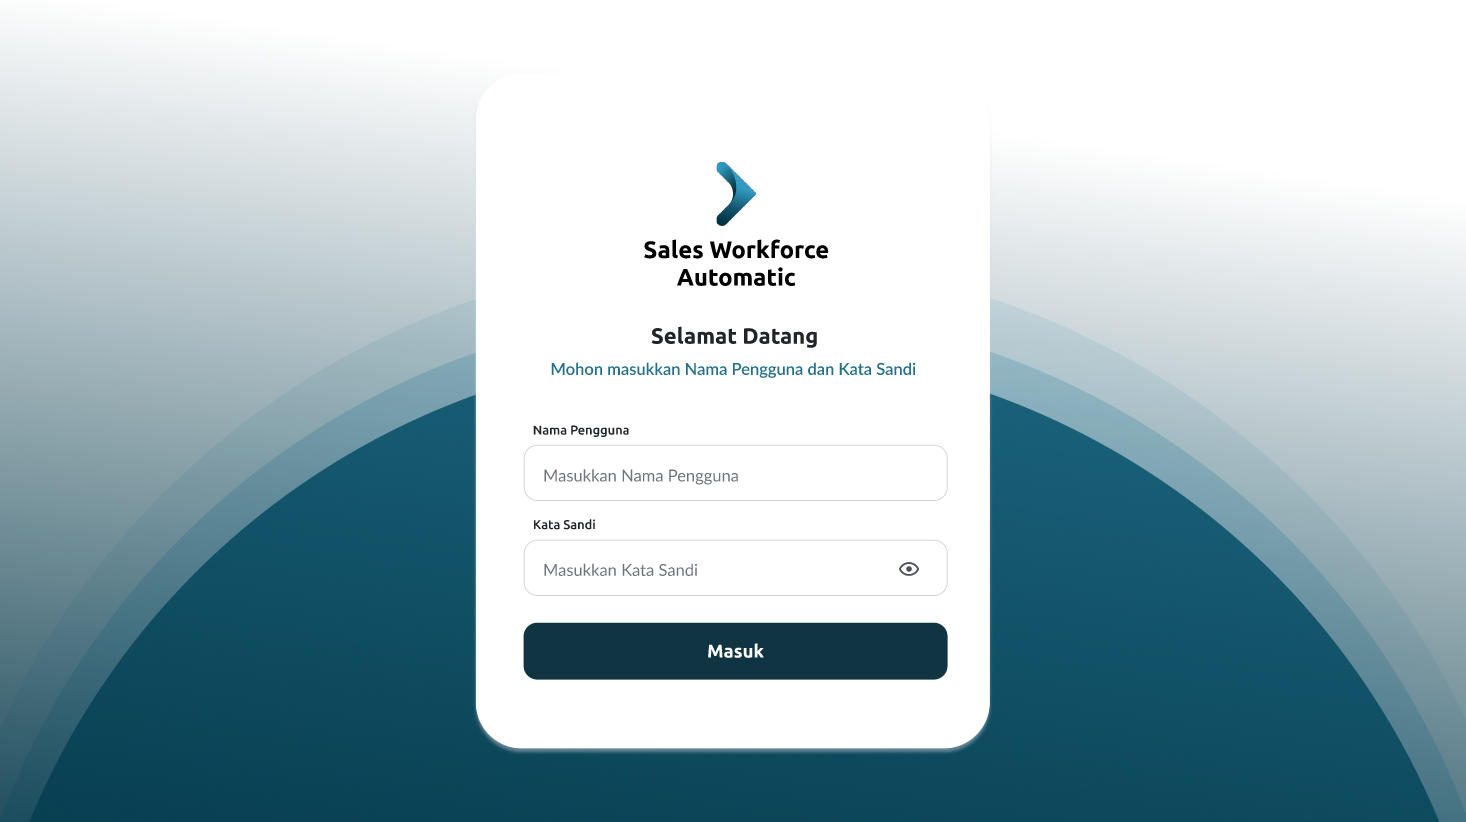 Sales Workforce
Automatic
Selamat Datang
Mohon masukkan Nama Pengguna dan Kata Sandi
Nama Pengguna
Masukkan Nama Pengguna
Kata Sandi
Masukkan Kata Sandi
Masuk